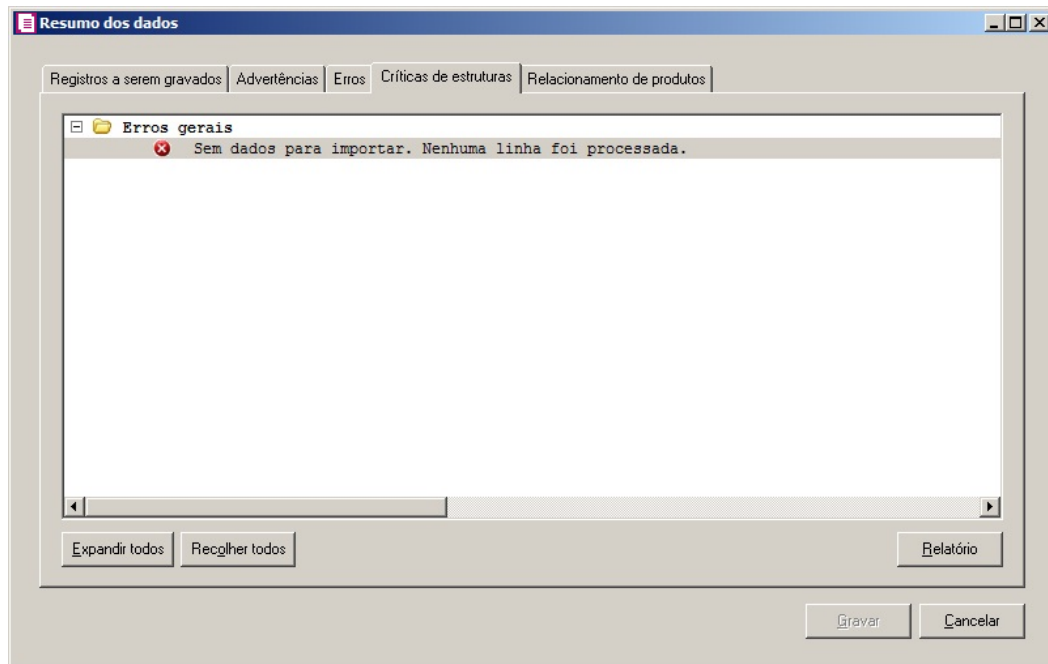 Resumo dos dados
Registros a serem gravados Advertências Erros Críticas de estruturas Relacionamento de produtos
Erros gerais
Sem dados para importar. Nenhuma linha foi processada.
Expandir todos Recolher todos Relatório
Gravar Cancelar